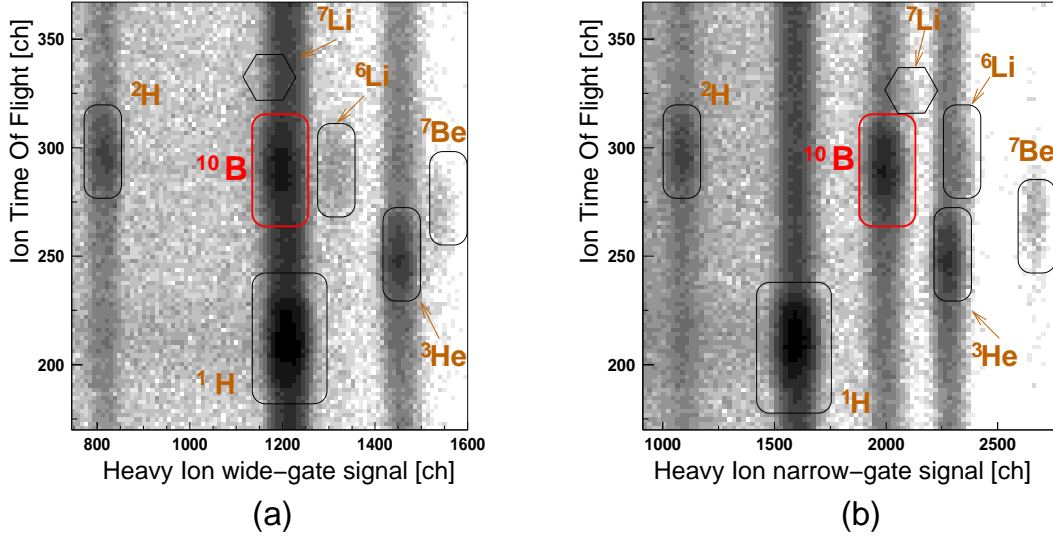 Ion Time Of Flight [ch]
350
300
250
200
⁷Li
⁶Li
²H
⁷Be
¹⁰B
³He
¹H
800 1000 1200 1400 1600
Heavy Ion wide−gate signal [ch]
(a)
Ion Time Of Flight [ch]
350
300
250
200
⁷Li
⁶Li
²H
⁷Be
¹⁰B
³He
¹H
1000 1500 2000 2500
Heavy Ion narrow−gate signal [ch]
(b)